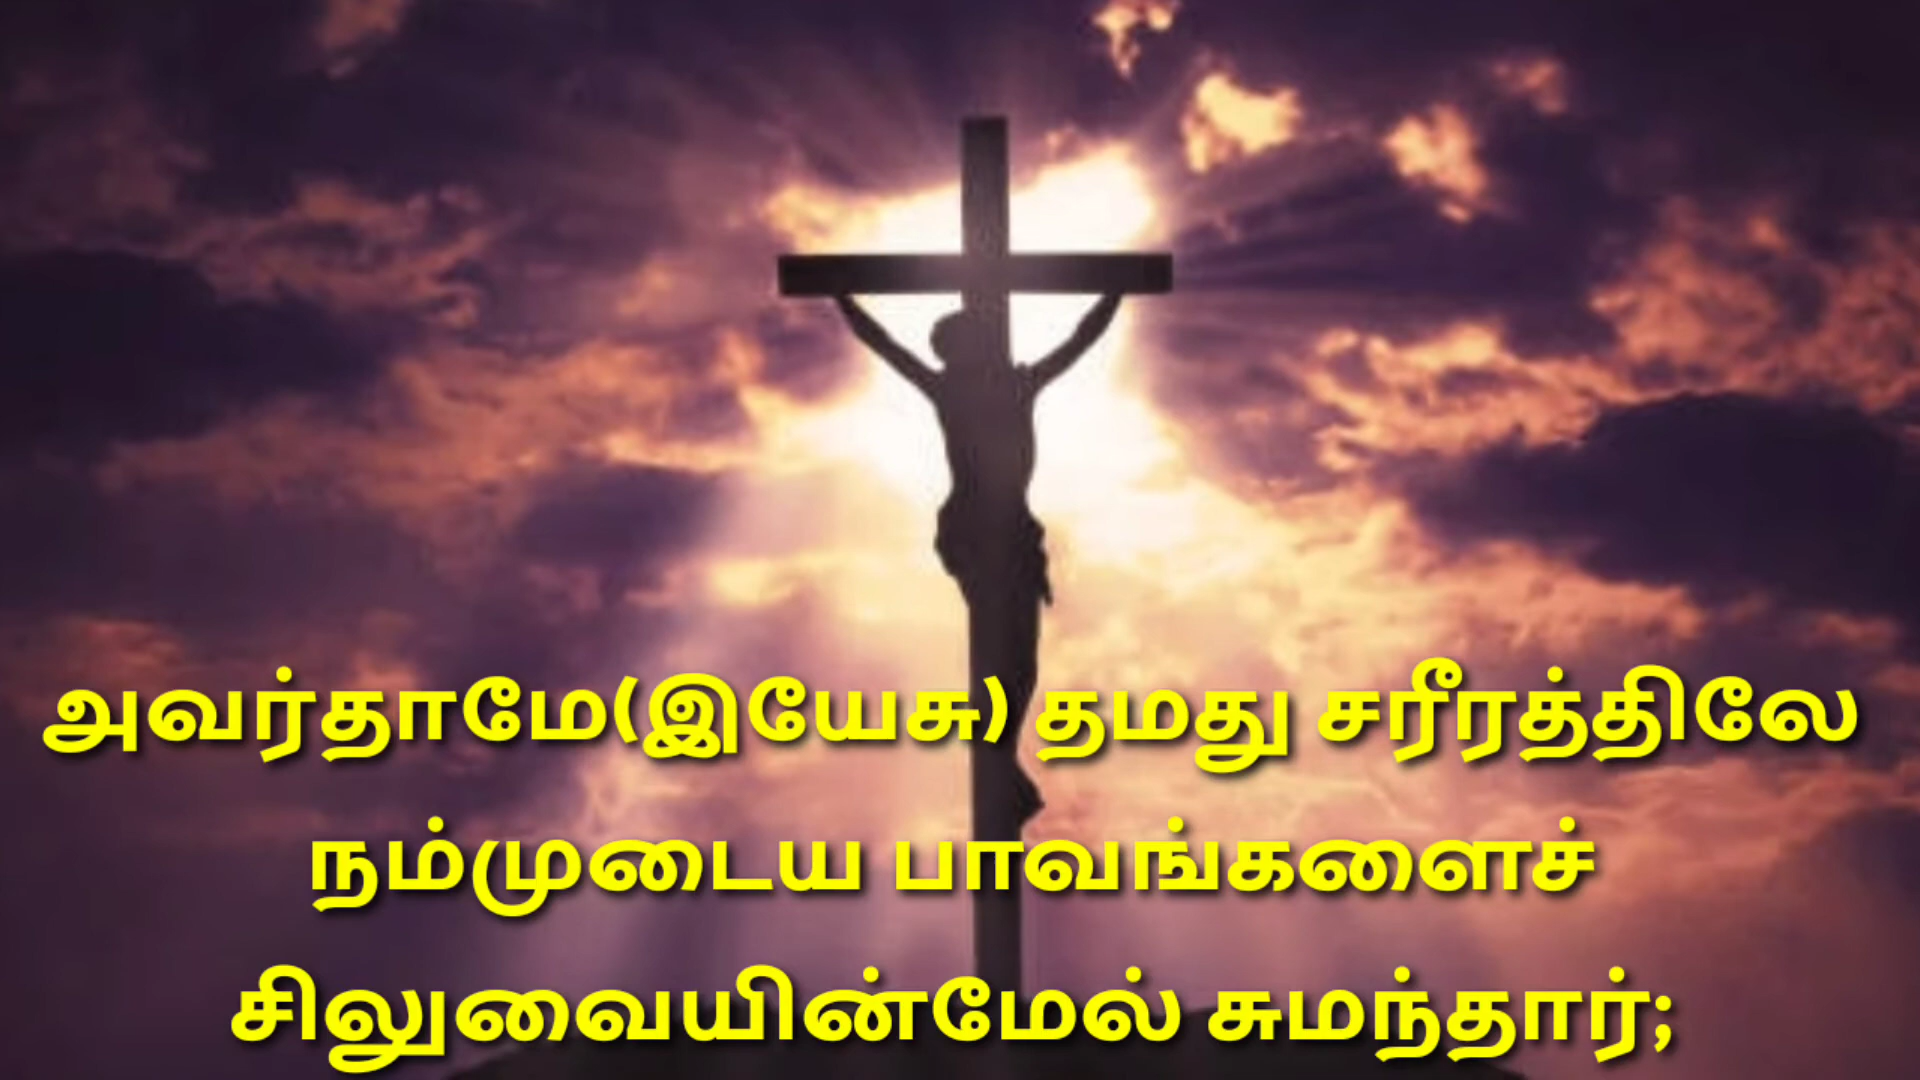 அவர்தாமே(இயேசு) தமது சரீரத்திலே
நம்முடைய பாவங்களைச்
சிலுவையின்மேல் சுமந்தார்;